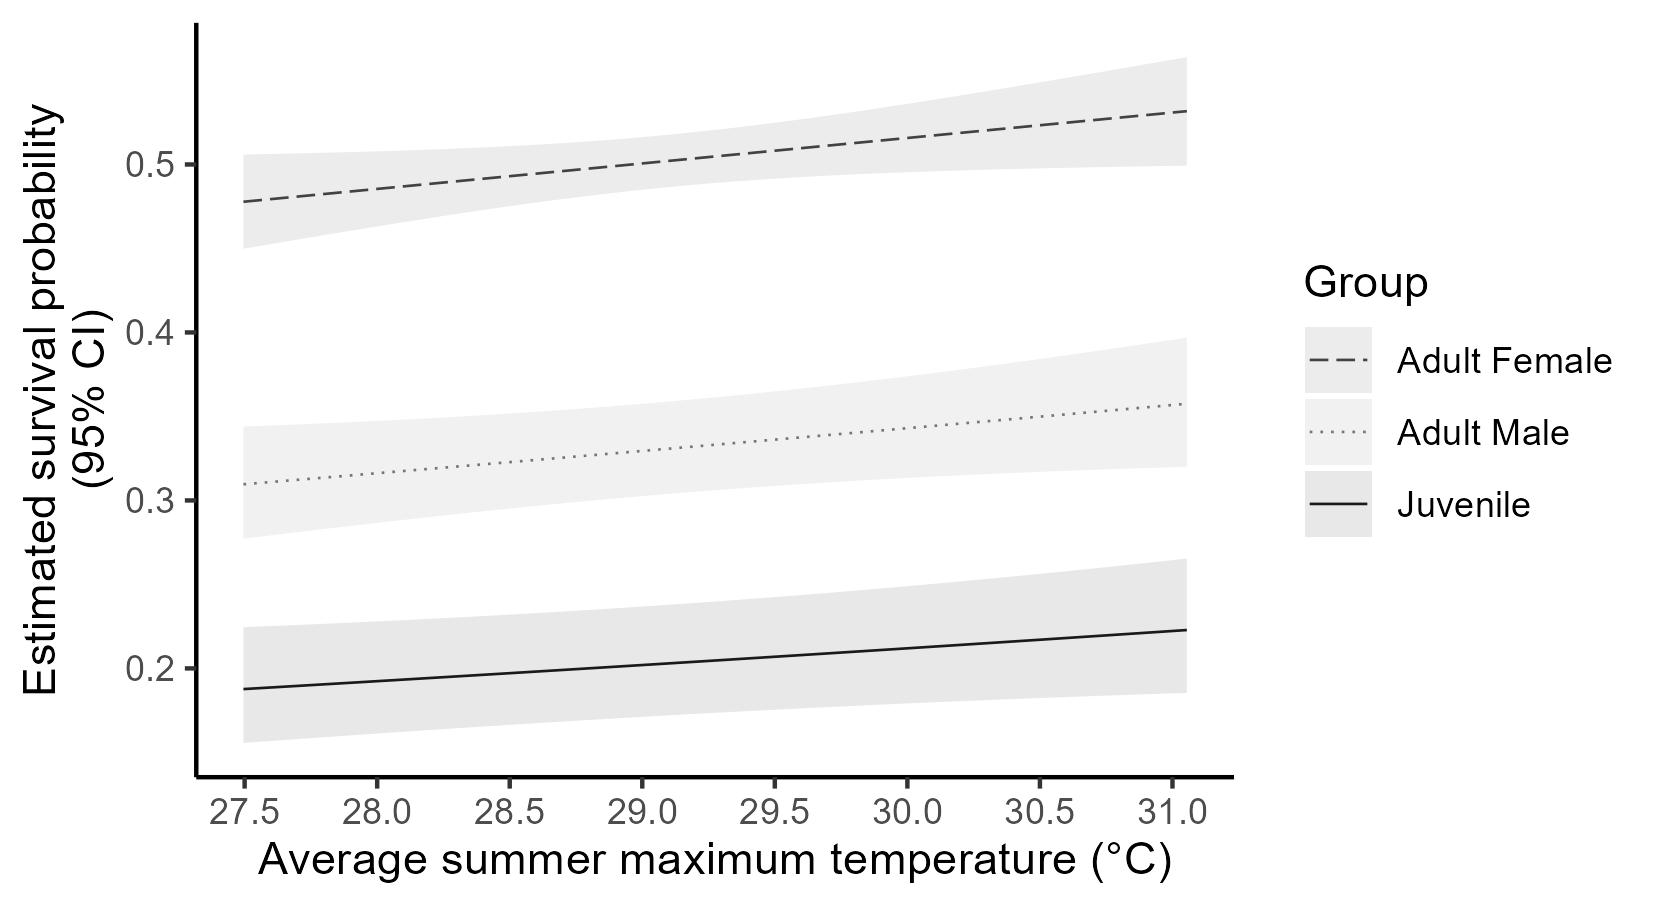 Estimated survival probability
(95% CI)
0.5
0.4
0.3
0.2
27.5 28.0 28.5 29.0 29.5 30.0 30.5 31.0
Average summer maximum temperature (°C)
Group
Adult Female
Adult Male
Juvenile